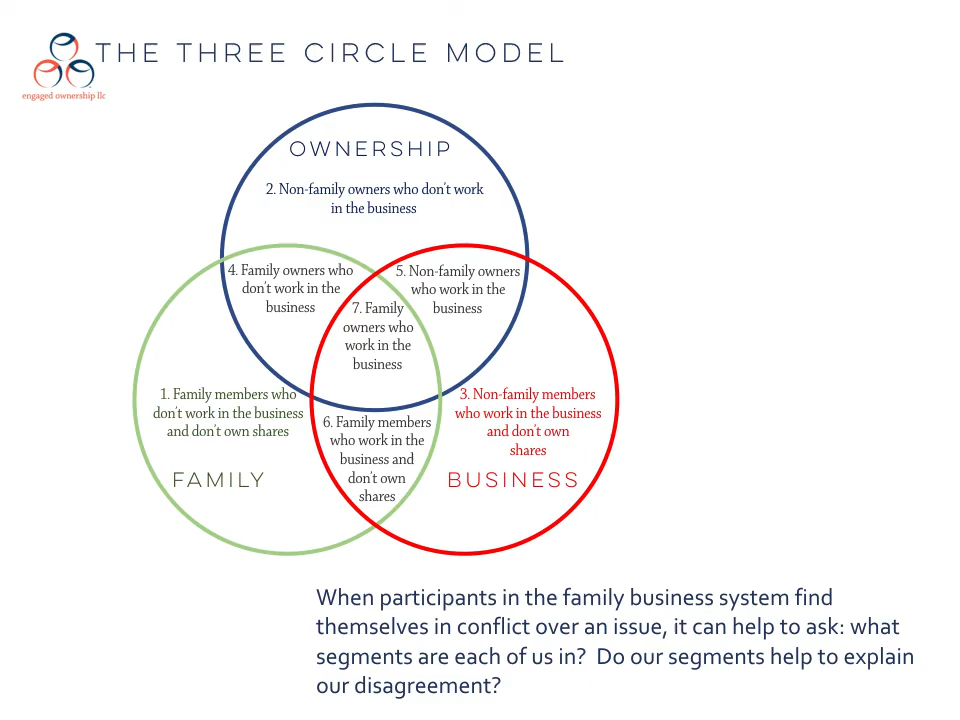 THE THREE CIRCLE MODEL
engaged ownership llc
OWNERSHIP
2. Non-family owners who don't work
in the business
4. Family owners who
don't work in the
business
5. Non-family owners
who work in the
business
7. Family
owners who
work in the
business
1. Family members who
don't work in the business
and don't own shares
3. Non-family members
who work in the business
and don't own
shares
6. Family members
who work in the
business and
don't own
shares
FAMILY
BUSINESS
When participants in the family business system find
themselves in conflict over an issue, it can help to ask: what
segments are each of us in?  Do our segments help to explain
our disagreement?